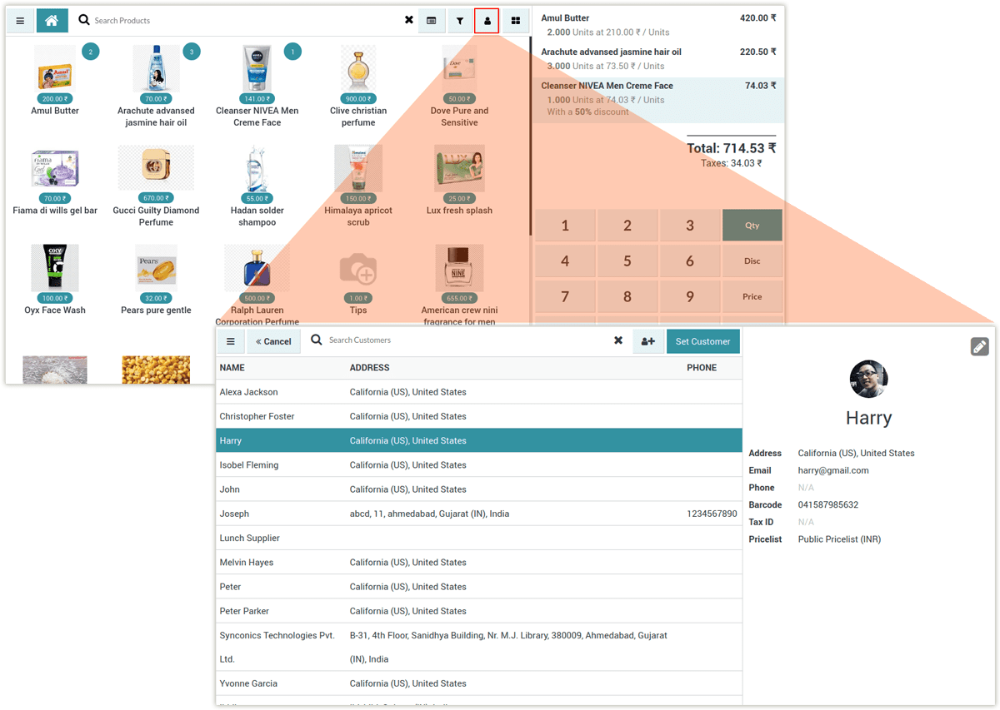 Search Products
2
3
1
200.00 ₹
70.00 ₹
141.00 ₹
900.00 ₹
50.00 ₹
Amul Butter
Arachute advansed
jasmine hair oil
Cleanser NIVEA Men
Creme Face
Clive christian
perfume
Dove Pure and
Sensitive
70.00 ₹
670.00 ₹
55.00 ₹
150.00 ₹
25.00 ₹
Fiama di wills gel bar
Gucci Guilty Diamond
Perfume
Hadan solder
shampoo
Himalaya apricot
scrub
Lux fresh splash
100.00 ₹
32.00 ₹
500.00 ₹
1.00 ₹
655.00 ₹
Oyx Face Wash
Pears pure gentle
Ralph Lauren
Corporation Perfume
Tips
American crew nini
fragrance for men
Amul
NIVEA
Dove
fiama
Gel
LUX
OXY
Pears
NINE
Amul Butter 420.00 ₹
2.000 Units at 210.00 ₹ / Units
Arachute advansed jasmine hair oil 220.50 ₹
3.000 Units at 73.50 ₹ / Units
Cleanser NIVEA Men Creme Face 74.03 ₹
1.000 Units at 74.03 ₹ / Units
With a 50% discount
Total: 714.53 ₹
Taxes: 34.03 ₹
1 2 3 Qty
4 5 6 Disc
7 8 9 Price
« Cancel Search Customers Set Customer
NAME ADDRESS PHONE
Alexa Jackson California (US), United States
Christopher Foster California (US), United States
Harry California (US), United States
Isobel Fleming California (US), United States
John California (US), United States
Joseph abcd, 11, ahmedabad, Gujarat (IN), India 1234567890
Lunch Supplier
Melvin Hayes California (US), United States
Peter California (US), United States
Peter Parker California (US), United States
Synconics Technologies Pvt. B-31, 4th Floor, Sanidhya Building, Nr. M.J. Library, 380009, Ahmedabad, Gujarat
Ltd. (IN), India
Yvonne Garcia California (US), United States
Harry
Address California (US), United States
Email harry@gmail.com
Phone N/A
Barcode 041587985632
Tax ID N/A
Pricelist Public Pricelist (INR)